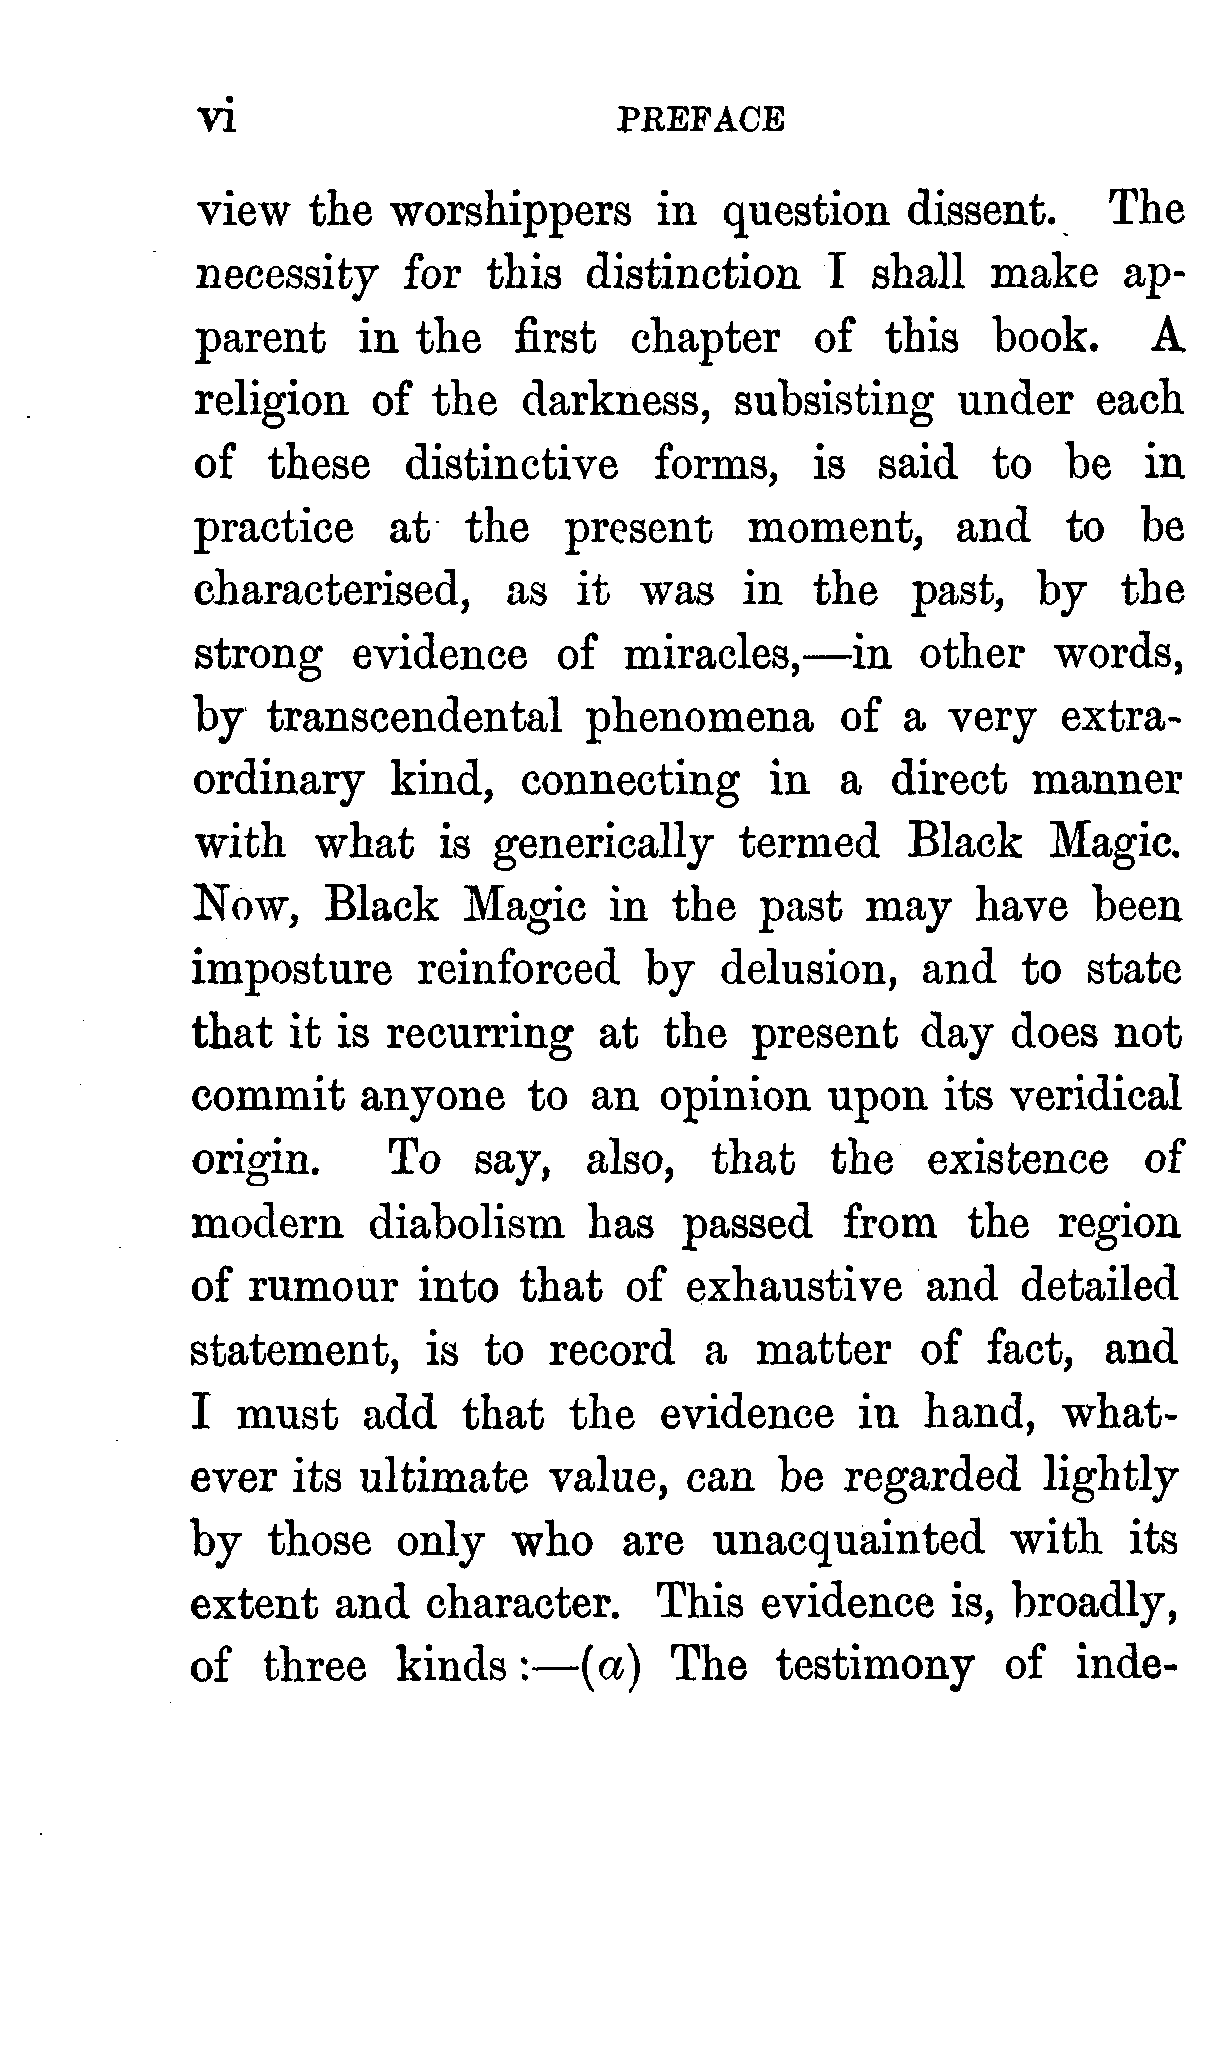 vi PREFACE
view the worshippers in question dissent. The
necessity for this distinction I shall make ap-
parent in the first chapter of this book. A
religion of the darkness, subsisting under each
of these distinctive forms, is said to be in
practice at the present moment, and to be
characterised, as it was in the past, by the
strong evidence of miracles,—in other words,
by transcendental phenomena of a very extra-
ordinary kind, connecting in a direct manner
with what is generically termed Black Magic.
Now, Black Magic in the past may have been
imposture reinforced by delusion, and to state
that it is recurring at the present day does not
commit anyone to an opinion upon its veridical
origin. To say, also, that the existence of
modern diabolism has passed from the region
of rumour into that of exhaustive and detailed
statement, is to record a matter of fact, and
I must add that the evidence in hand, what-
ever its ultimate value, can be regarded lightly
by those only who are unacquainted with its
extent and character. This evidence is, broadly,
of three kinds :—(a) The testimony of inde-